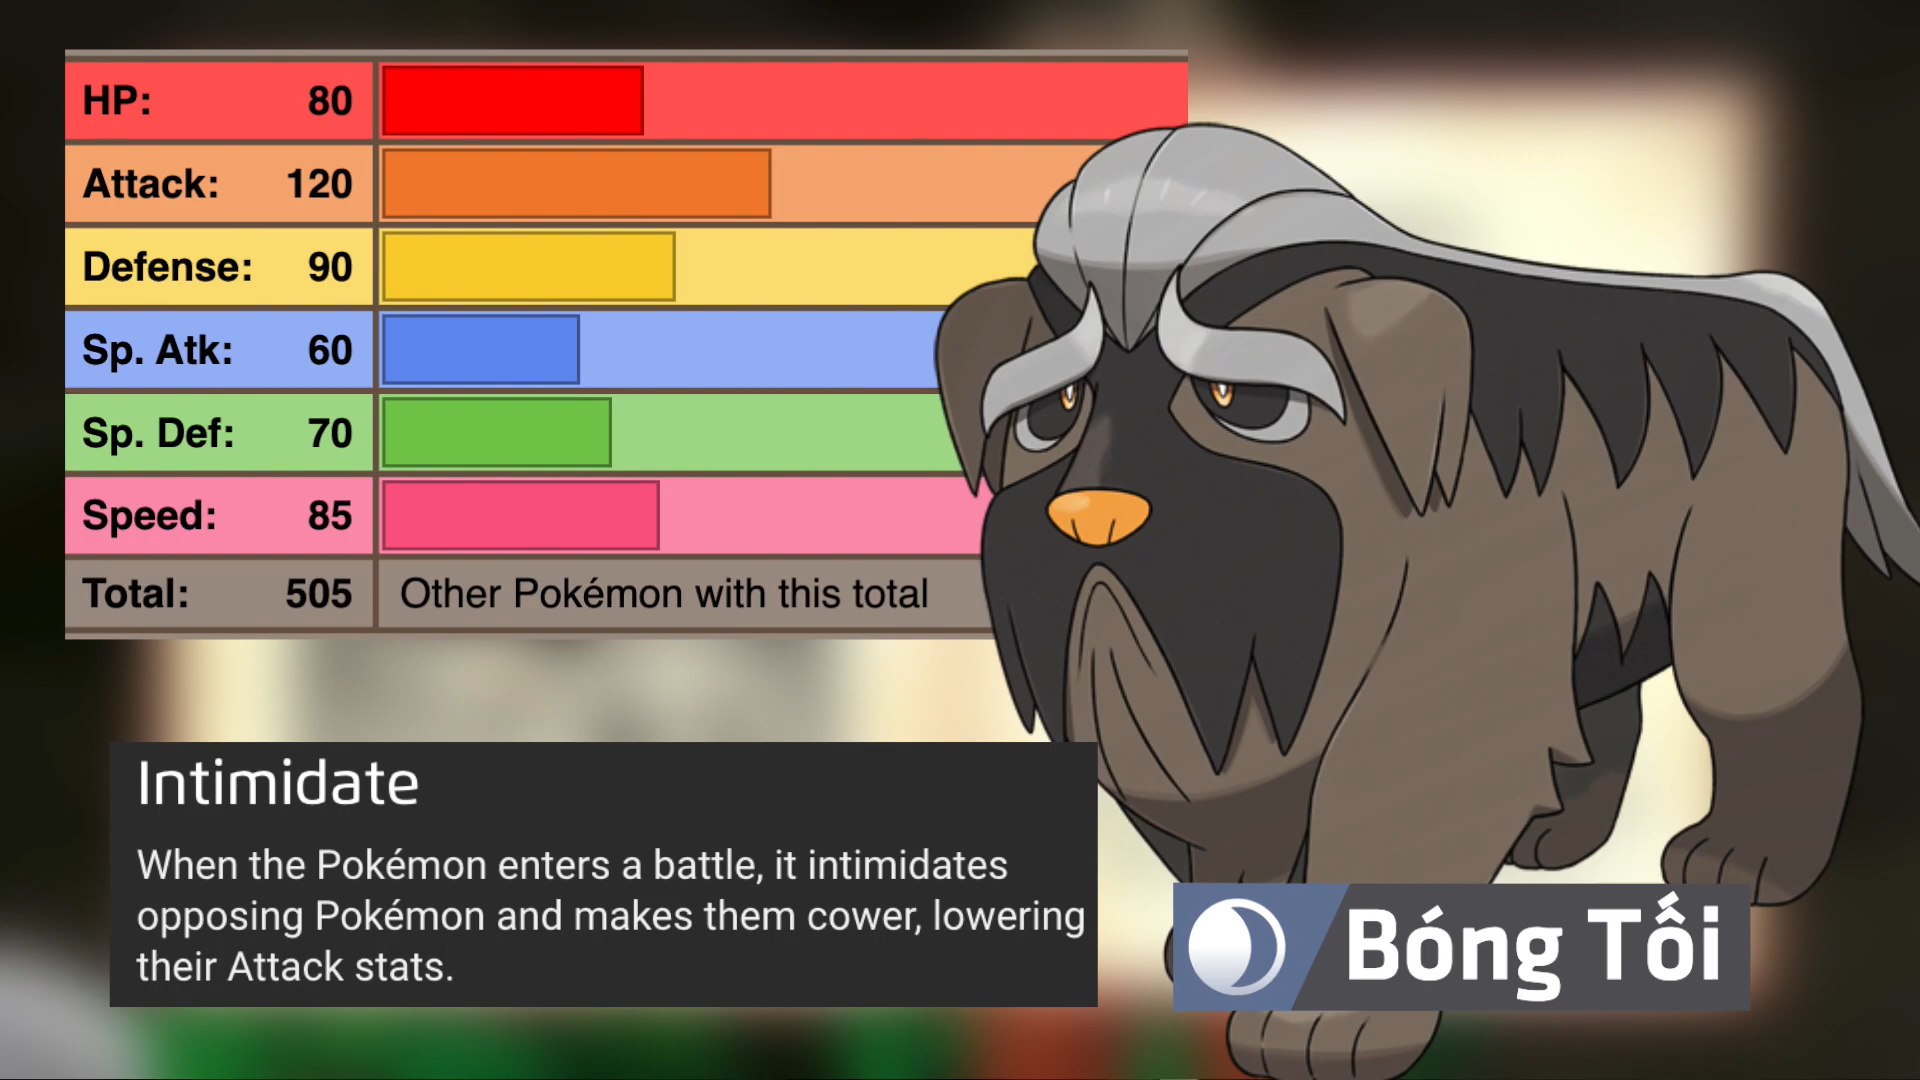 HP: 80
Attack: 120
Defense: 90
Sp. Atk: 60
Sp. Def: 70
Speed: 85
Total: 505 Other Pokémon with this total
Intimidate
When the Pokémon enters a battle, it intimidates
opposing Pokémon and makes them cower, lowering
their Attack stats.
Bóng Tối